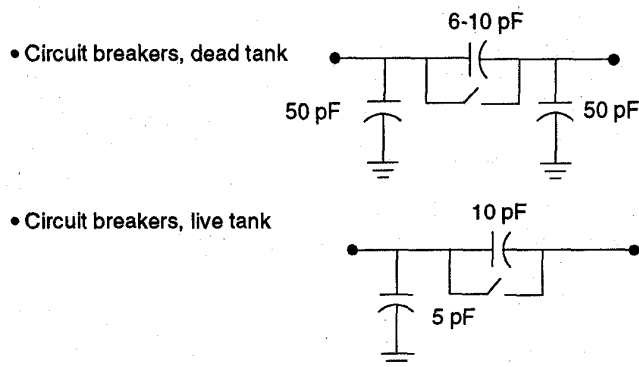 6-10 pF
• Circuit breakers, dead tank
50 pF
50 pF
• Circuit breakers, live tank
10 pF
5 pF